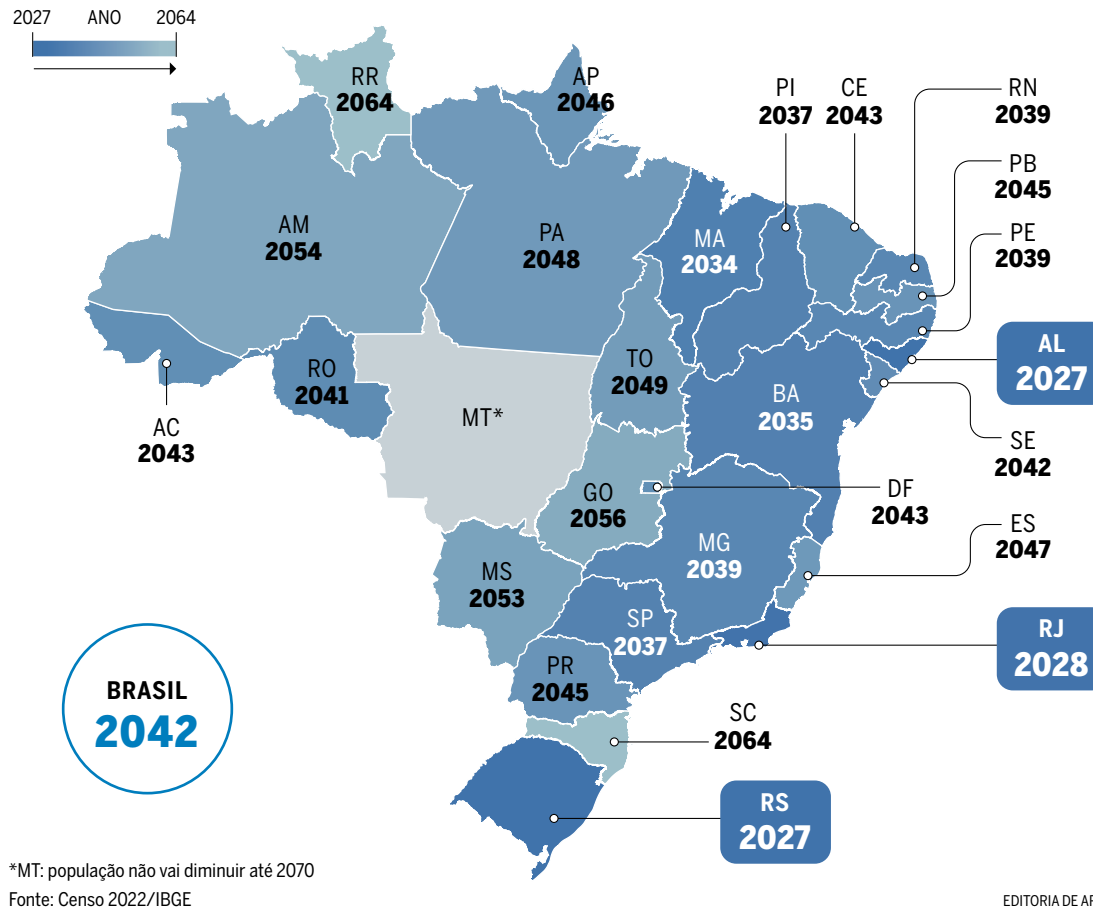 2027 ANO 2064
RR
2064
AP
2046
PI
2037
CE
2043
RN
2039
PB
2045
PE
2039
AM
2054
PA
2048
MA
2034
AL
2027
RO
2041
TO
2049
BA
2035
AC
2043
MT*
SE
2042
GO
2056
DF
2043
ES
2047
MG
2039
MS
2053
SP
2037
RJ
2028
PR
2045
BRASIL
2042
SC
2064
RS
2027
*MT: população não vai diminuir até 2070
Fonte: Censo 2022/IBGE
EDITORIA DE